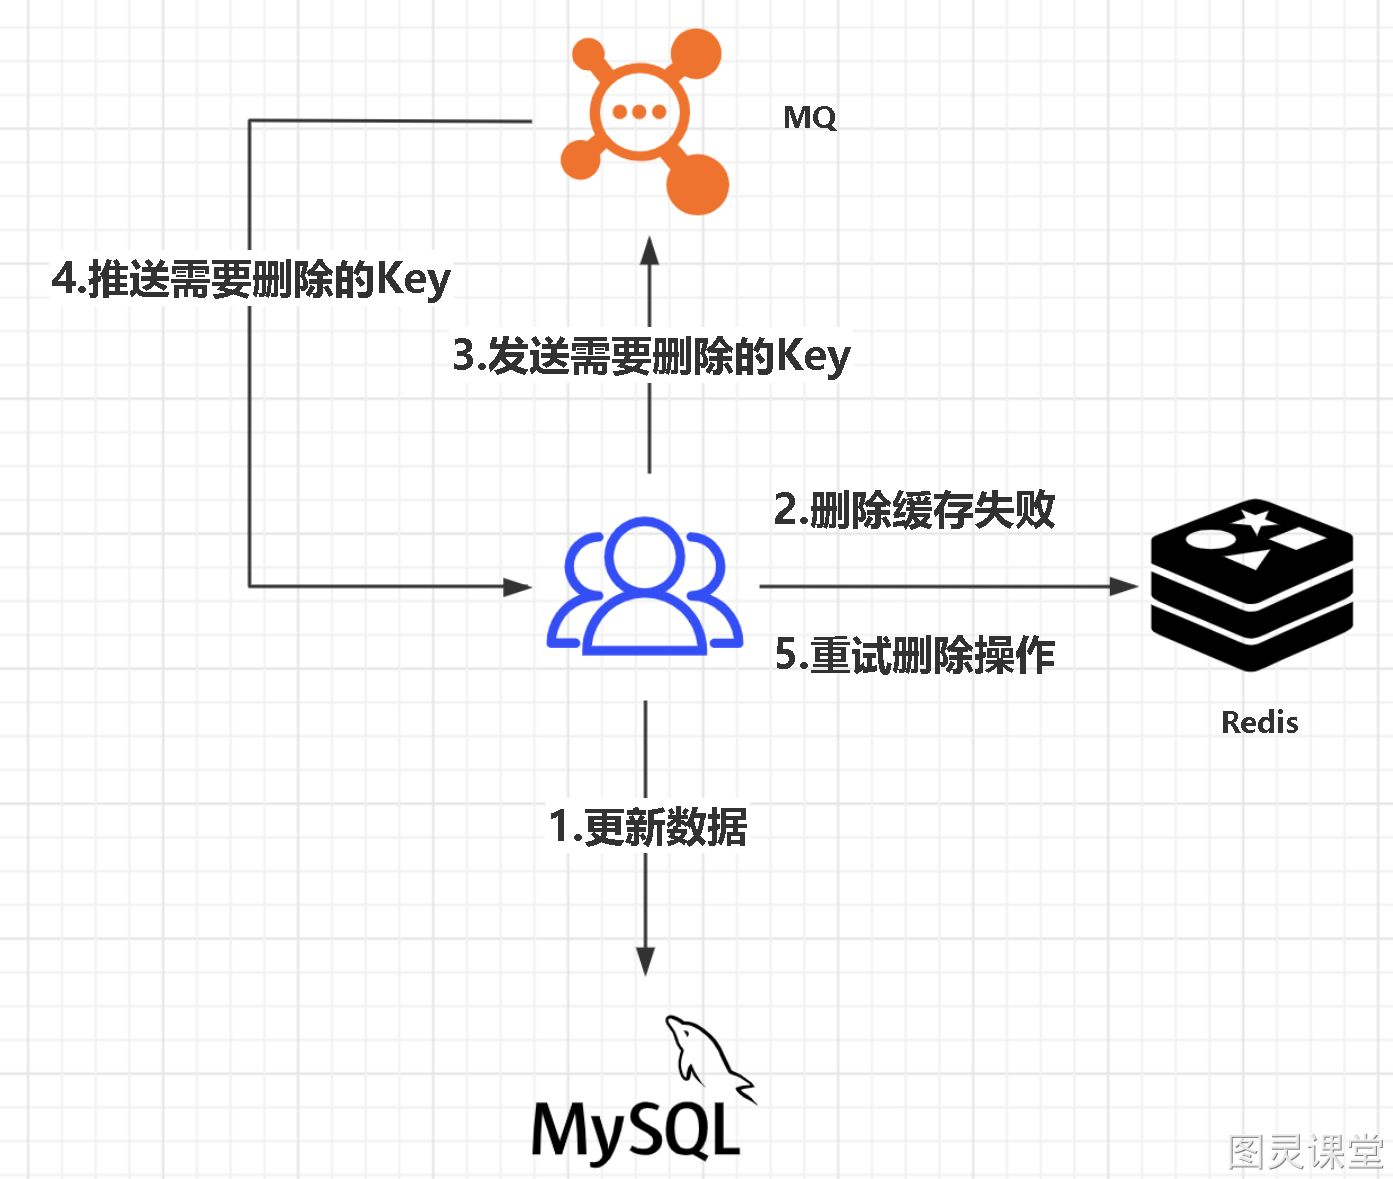 MQ
4.推送需要删除的Key
3.发送需要删除的Key
2.删除缓存失败
5.重试删除操作
Redis
1.更新数据
MySQL
图灵课堂